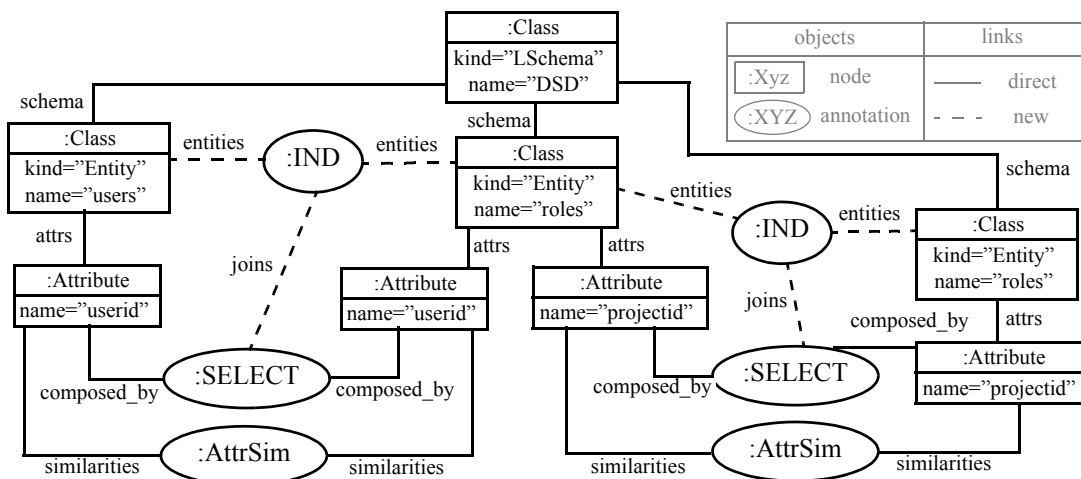 :Class
kind=”LSchema”
name=”DSD”
objects
links
:Xyz
node
direct
:XYZ
annotation
new
schema
schema
schema
:Class
kind=”Entity”
name=”users”
entities
:IND
entities
:Class
kind=”Entity”
name=”roles”
entities
:IND
entities
:Class
kind=”Entity”
name=”roles”
attrs
joins
attrs
attrs
joins
attrs
:Attribute
name=”userid”
:Attribute
name=”userid”
:Attribute
name=”projectid”
composed_by
:Attribute
name=”projectid”
composed_by
:SELECT
composed_by
composed_by
:SELECT
similarities
:AttrSim
similarities
similarities
:AttrSim
similarities